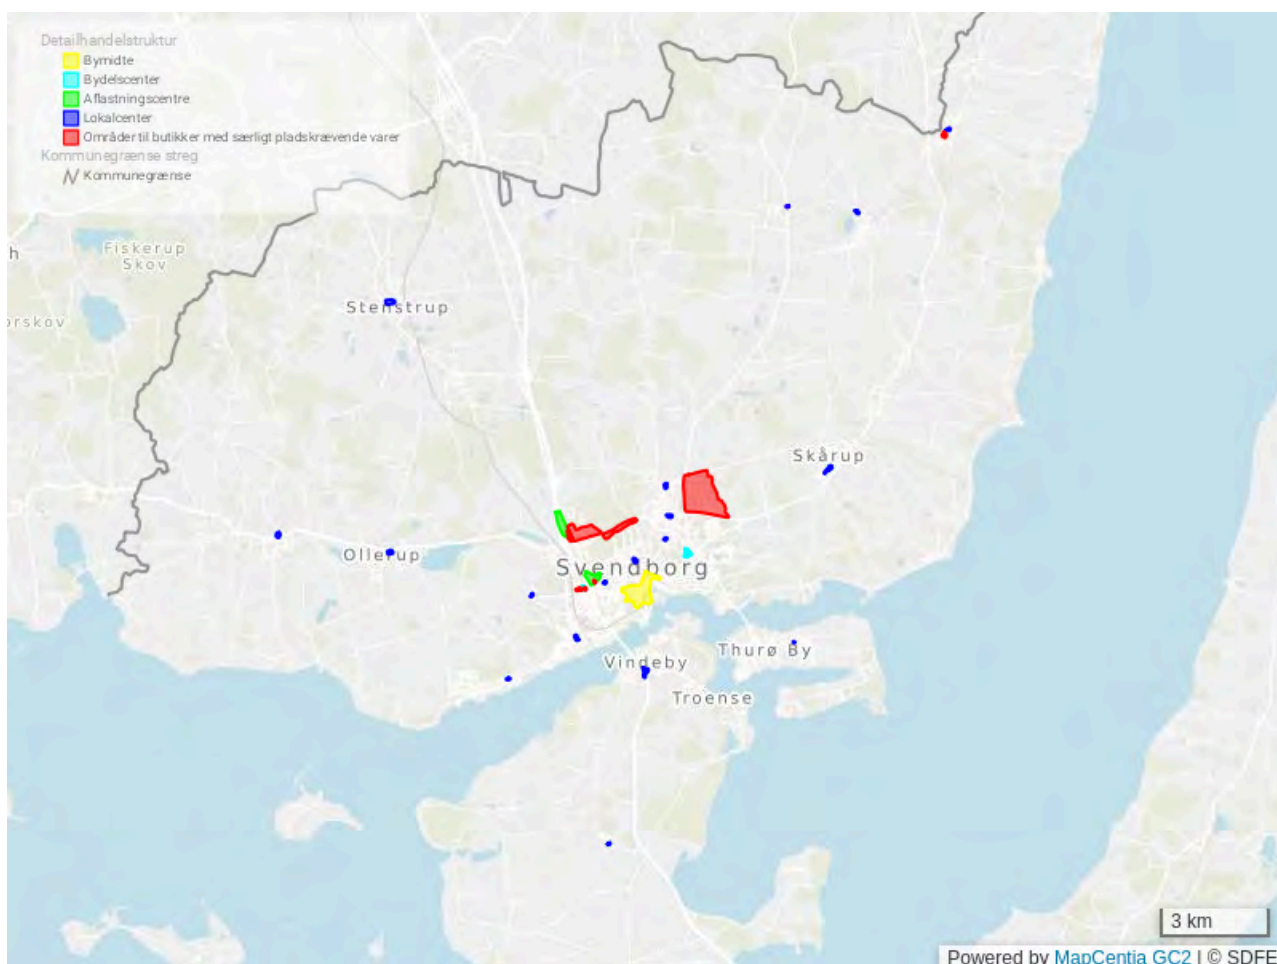 Detailhandelstruktur
Bymidte
Bydelscenter
Aflastningscentre
Lokalcenter
Områder til butikker med særligt pladskrævende varer
Kommunegrænse streg
Kommunegrænse
h
Fiskerup
Skov
orskov
Stenstrup
Skårup
Ollerup
Svendborg
Vindeby
Thurø By
Troense
3 km
Powered by MapCentia GC2 | © SDFE